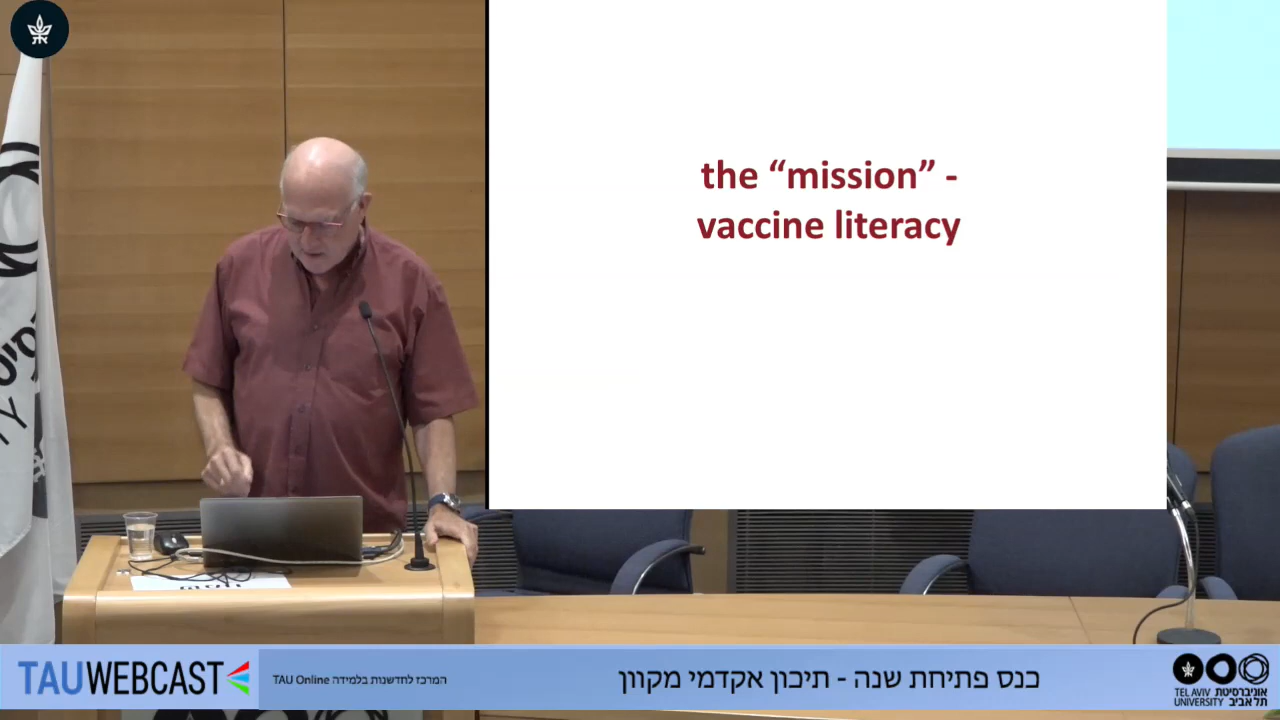 the “mission” -
vaccine literacy
TAUWEBCAST
המרכז לחדשנות בלמידה TAU Online
כנס פתיחת שנה - תיכון אקדמי מקוון
TEL AVIV אוניברסיטת
UNIVERSITY תל אביב